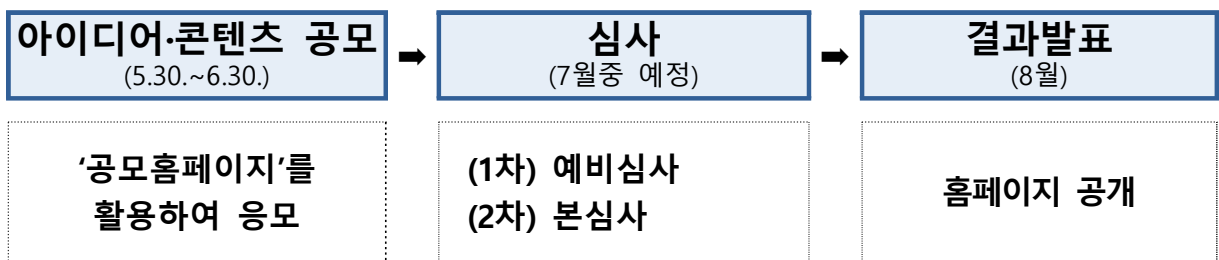 아이디어·콘텐츠 공모
(5.30.~6.30.)
➡
심사
(7월중 예정)
➡
결과발표
(8월)
‘공모홈페이지’를
활용하여 응모
(1차) 예비심사
(2차) 본심사
홈페이지 공개